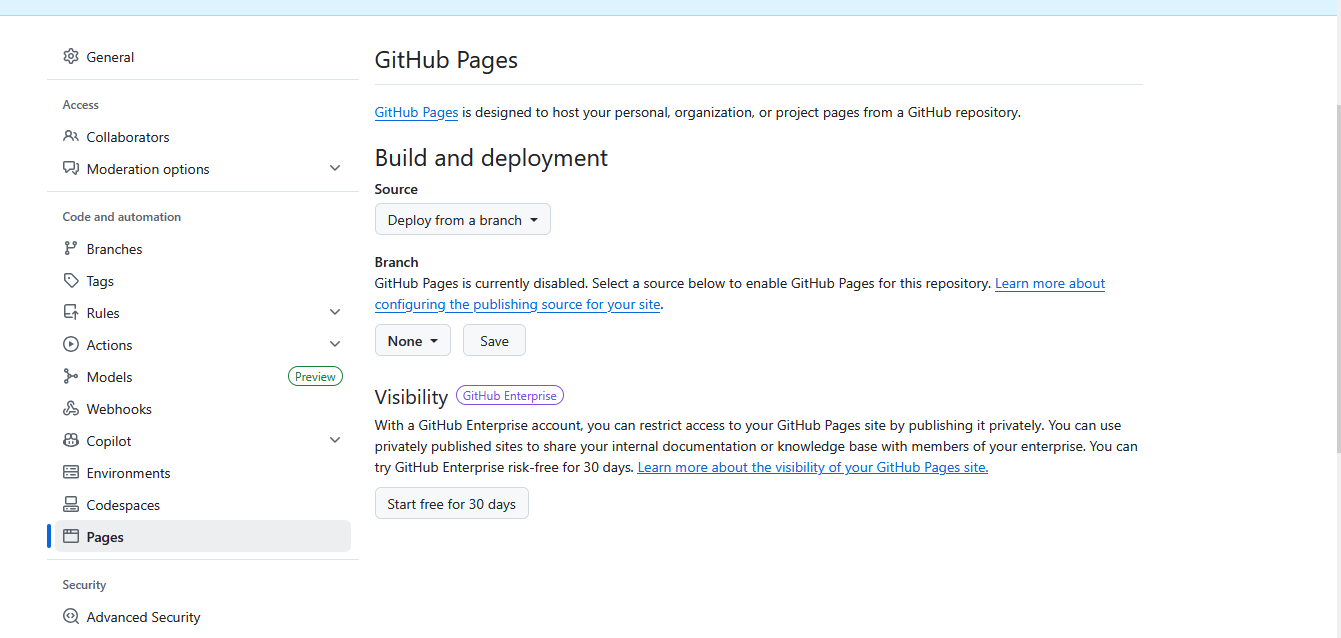 General
Access
Collaborators
Moderation options
Code and automation
Branches
Tags
Rules
Actions
Models Preview
Webhooks
Copilot
Environments
Codespaces
Pages
Security
Advanced Security
GitHub Pages
GitHub Pages is designed to host your personal, organization, or project pages from a GitHub repository.
Build and deployment
Source
Deploy from a branch
Branch
GitHub Pages is currently disabled. Select a source below to enable GitHub Pages for this repository. Learn more about
configuring the publishing source for your site.
None Save
Visibility GitHub Enterprise
With a GitHub Enterprise account, you can restrict access to your GitHub Pages site by publishing it privately. You can use
privately published sites to share your internal documentation or knowledge base with members of your enterprise. You can
try GitHub Enterprise risk-free for 30 days. Learn more about the visibility of your GitHub Pages site.
Start free for 30 days